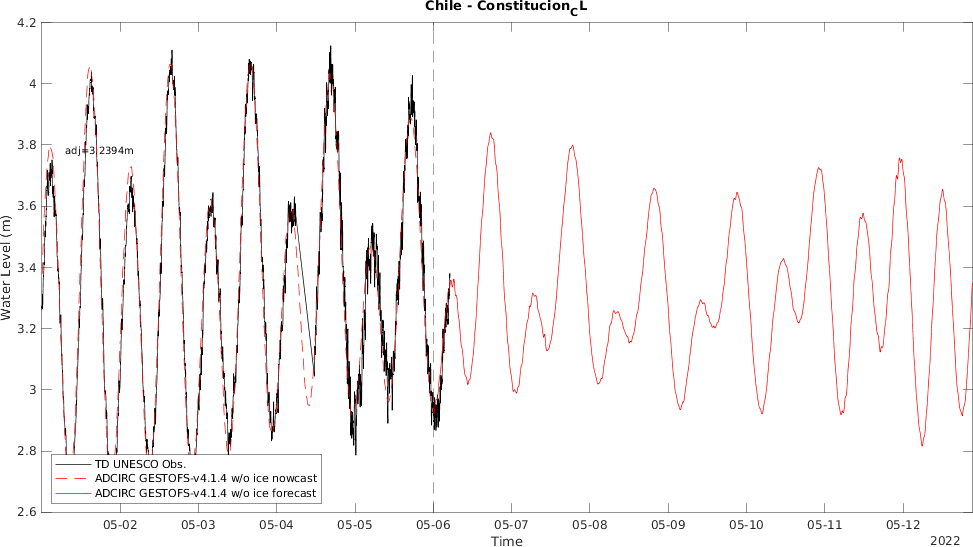 Chile - Constitucion_CL
4.2
4
3.8
3.6
3.4
3.2
3
2.8
2.6
Water Level (m)
adj=3.2394m
TD UNESCO Obs.
ADCIRC GESTOFS-v4.1.4 w/o ice nowcast
ADCIRC GESTOFS-v4.1.4 w/o ice forecast
05-02 05-03 05-04 05-05 05-06 05-07 05-08 05-09 05-10 05-11 05-12
Time
2022